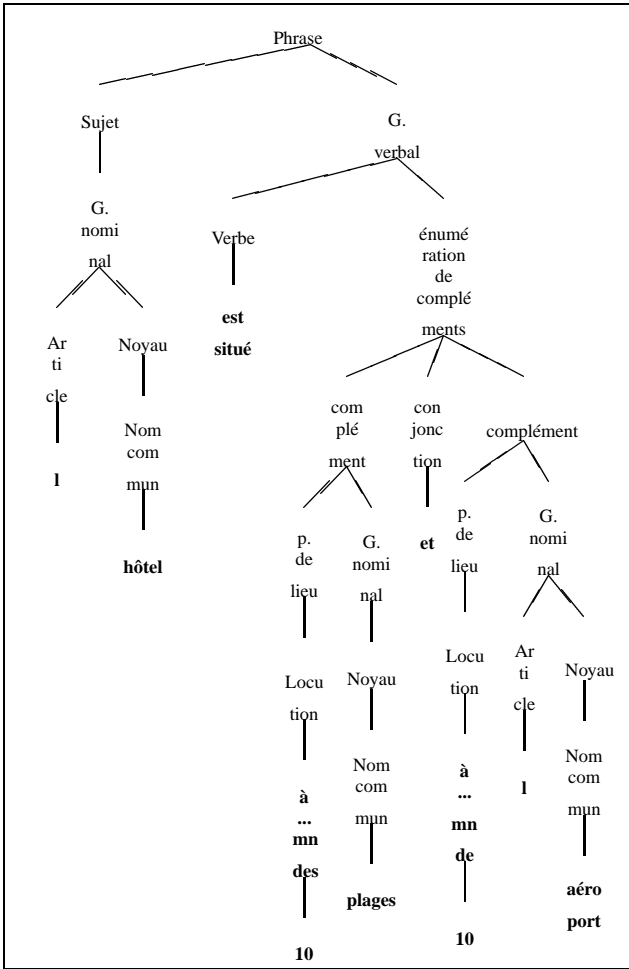 Phrase
Sujet
G.
verbal
G.
nomi
nal
Verbe
énumé
ration
de
complé
ments
est
situé
Ar
ti
cle
Noyau
com
plé
ment
con
jonc
tion
complément
l
Nom
com
mun
hôtel
p.
de
lieu
G.
nomi
nal
et
p.
de
lieu
G.
nomi
nal
Locu
tion
Noyau
Locu
tion
Ar
ti
cle
Noyau
à
...
mn
des
Nom
com
mun
à
...
mn
de
l
Nom
com
mun
10
plages
10
aéro
port